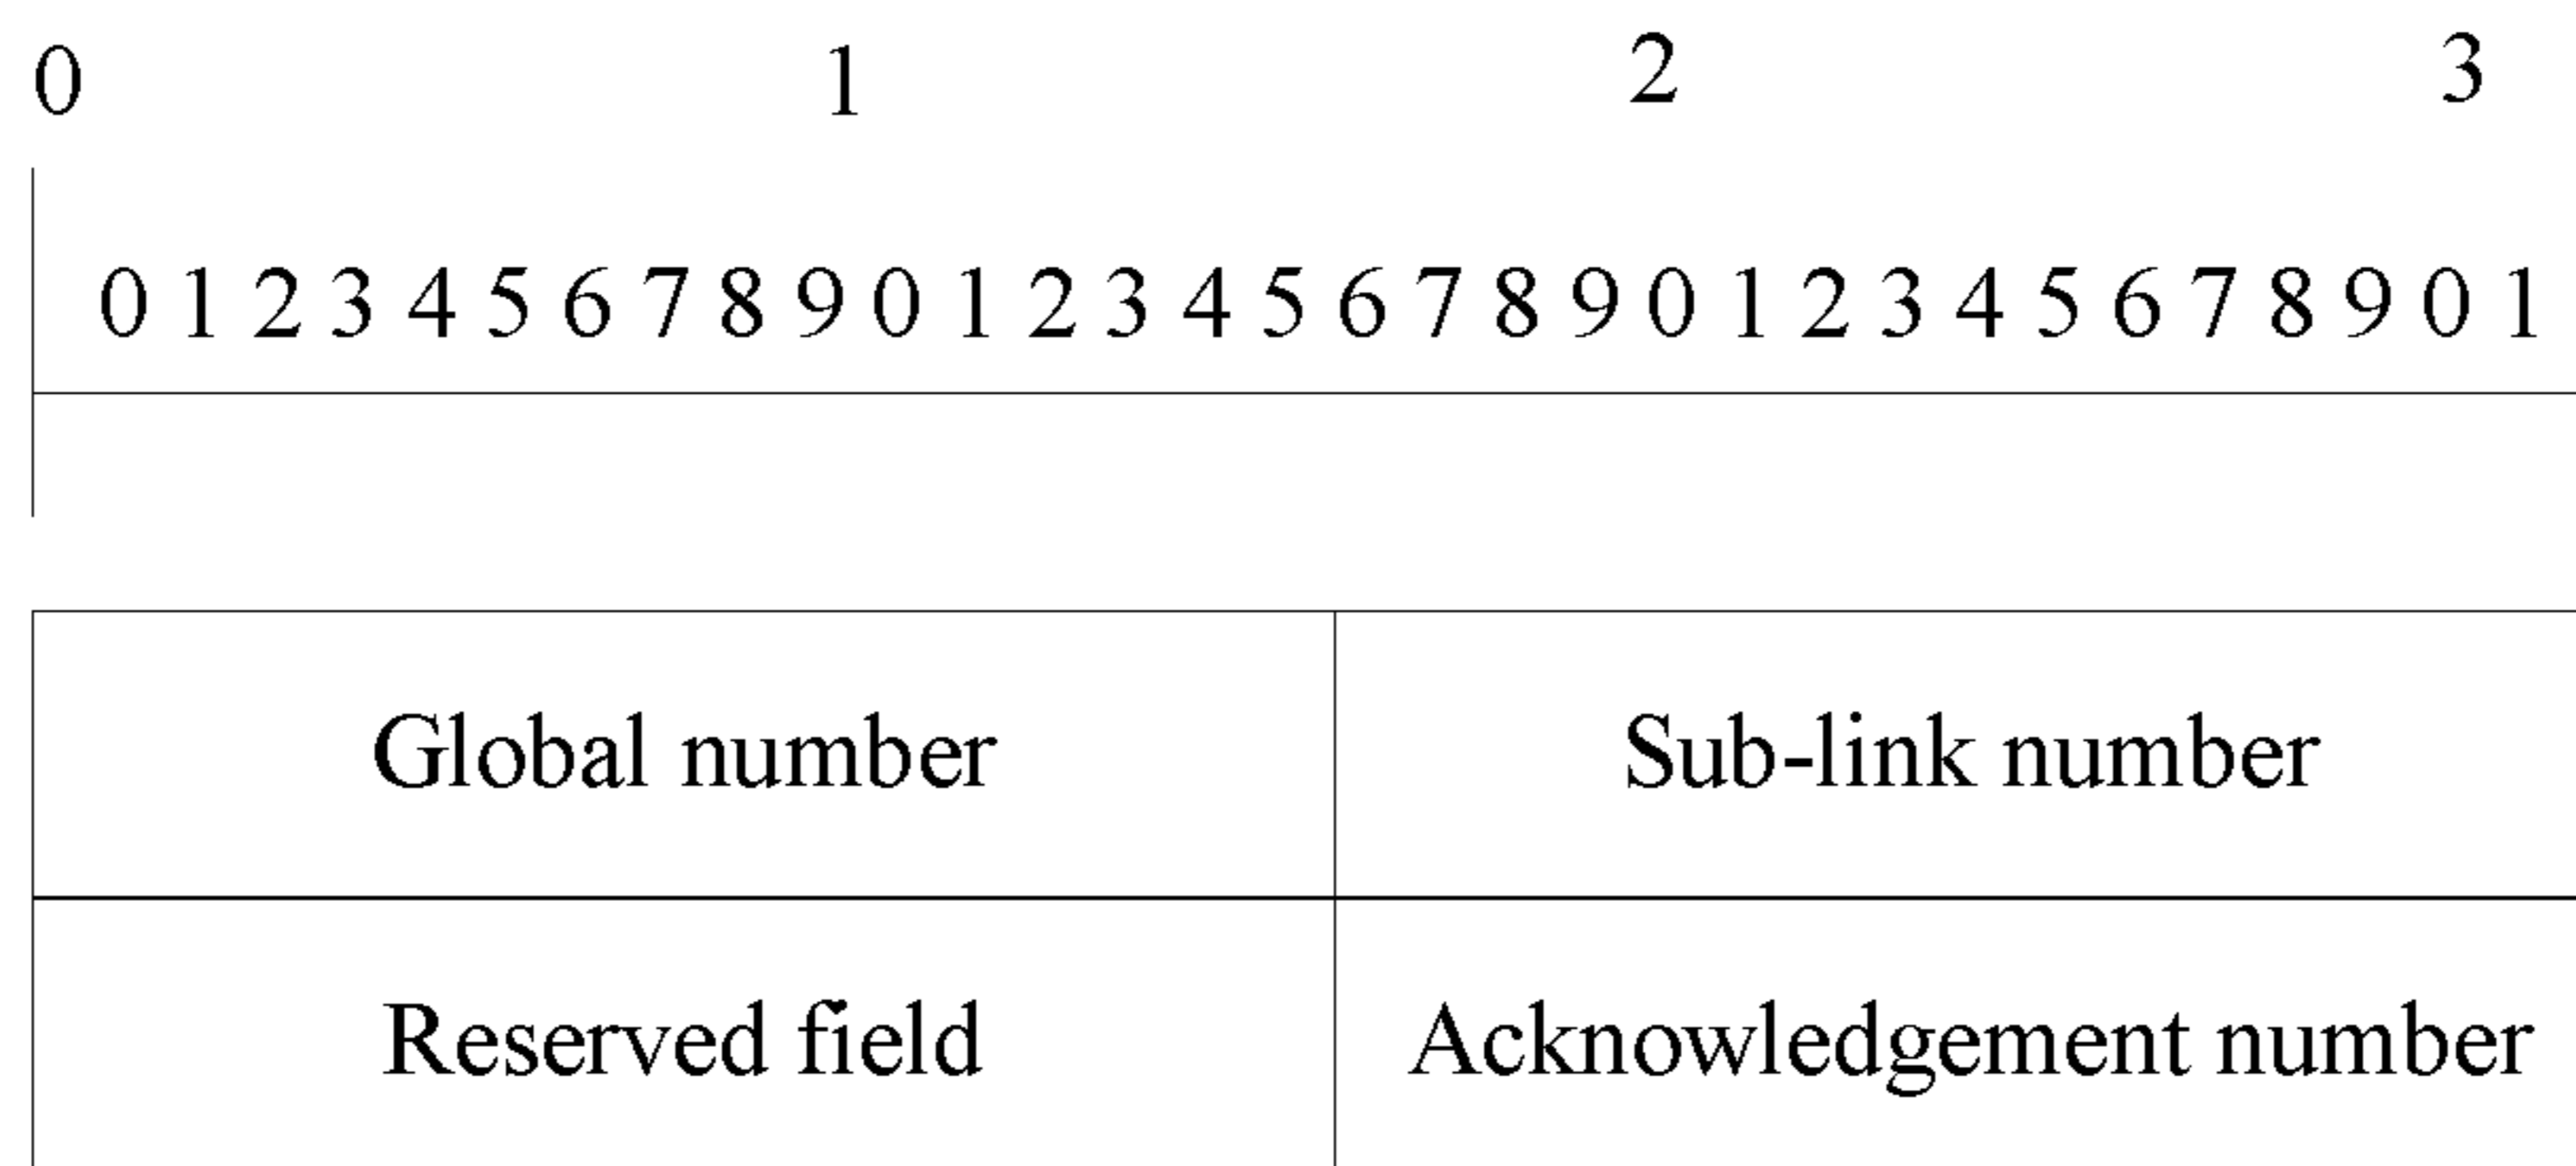 0 1 2 3
0 1 2 3 4 5 6 7 8 9 0 1 2 3 4 5 6 7 8 9 0 1 2 3 4 5 6 7 8 9 0 1
Global number Sub-link number
Reserved field Acknowledgement number